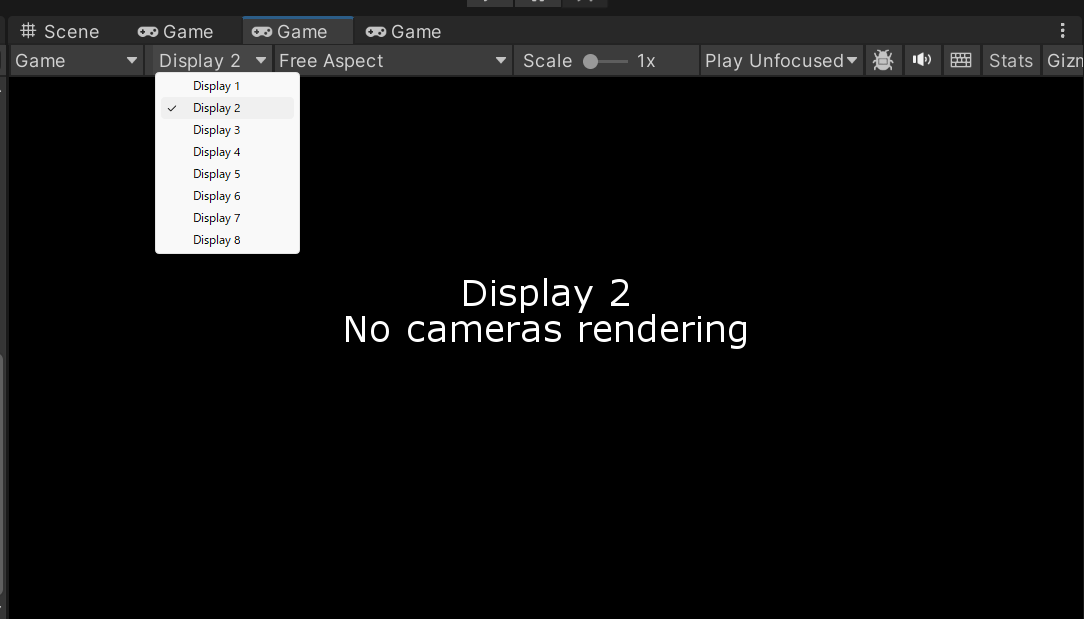 Scene Game Game Game
Game Display 2 Free Aspect Scale 1x Play Unfocused Stats Gizm
Display 1
Display 2
Display 3
Display 4
Display 5
Display 6
Display 7
Display 8
Display 2
No cameras rendering